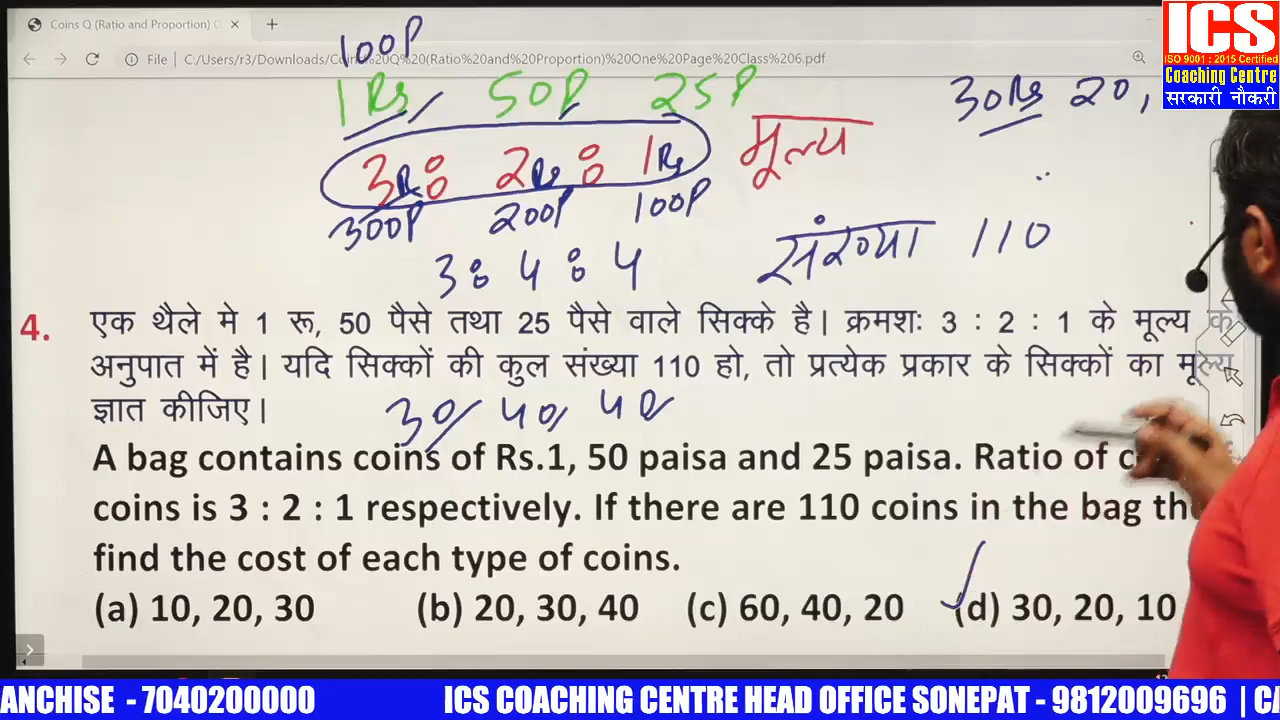 Coins Q (Ratio and Proportion) O
File C:/Users/r3/Downloads/Coins%20Q%20(Ratio%20and%20Proportion)%20One%20Page%20Class%206.pdf
ICS
ISO 9001 : 2015 Certified
Coaching Centre
सरकारी नौकरी
100P
1Rs 50P 25P
30Rs 20,
3Rs : 2Rs : 1Rs मूल्य
300P 200P 100P
3 : 4 : 4
संख्या 110
4. एक थैले मे 1 रू, 50 पैसे तथा 25 पैसे वाले सिक्के है। क्रमशः 3 : 2 : 1 के मूल्य के
अनुपात में है। यदि सिक्कों की कुल संख्या 110 हो, तो प्रत्येक प्रकार के सिक्कों का मूल्य
ज्ञात कीजिए।
30 40 40
A bag contains coins of Rs.1, 50 paisa and 25 paisa. Ratio of
coins is 3 : 2 : 1 respectively. If there are 110 coins in the bag
find the cost of each type of coins.
(a) 10, 20, 30 (b) 20, 30, 40 (c) 60, 40, 20 (d) 30, 20, 10
ANCHISE - 7040200000 ICS COACHING CENTRE HEAD OFFICE SONEPAT - 9812009696 | CA